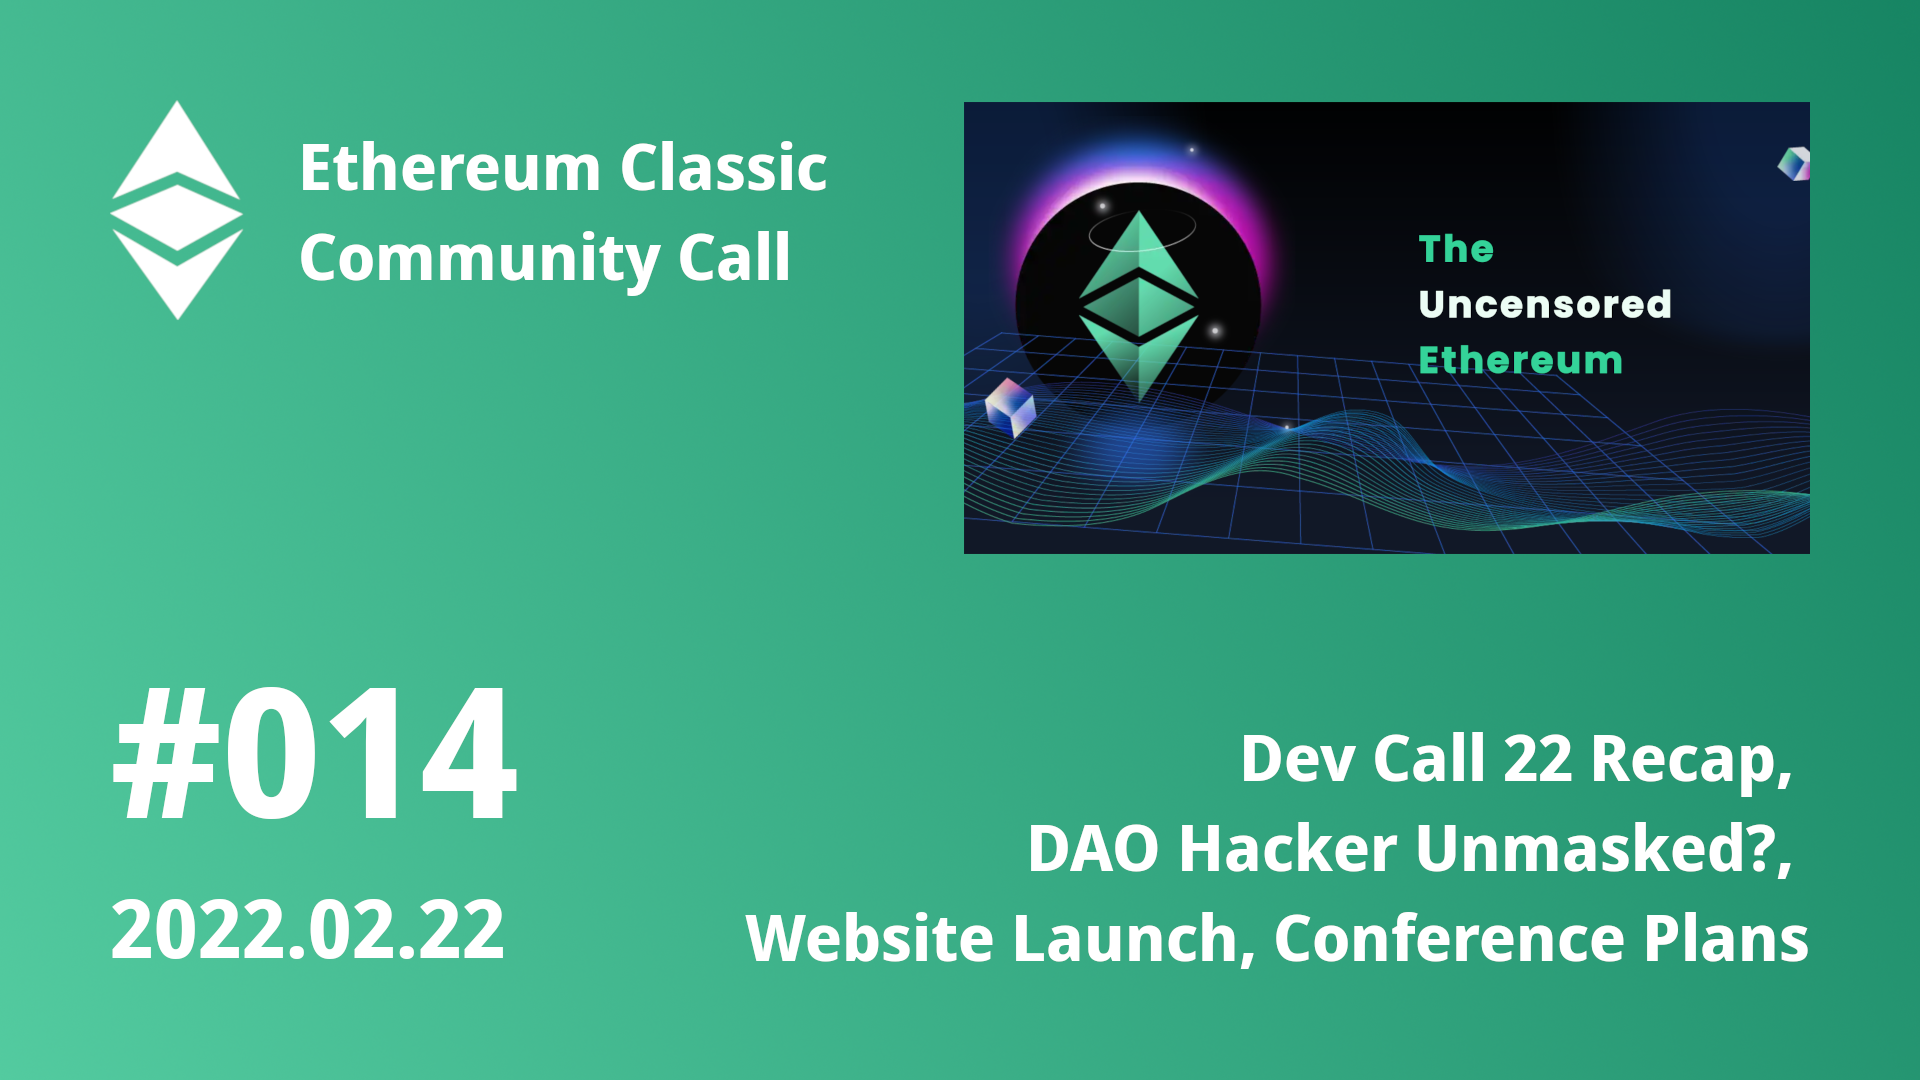 Ethereum Classic
Community Call
The
Uncensored
Ethereum
#014
2022.02.22
Dev Call 22 Recap,
DAO Hacker Unmasked?,
Website Launch, Conference Plans